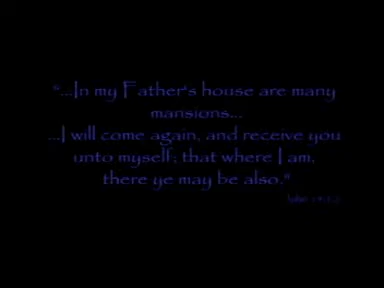 "...In my Father's house are many
mansions...
...I will come again, and receive you
unto myself; that where I am,
there ye may be also."
John